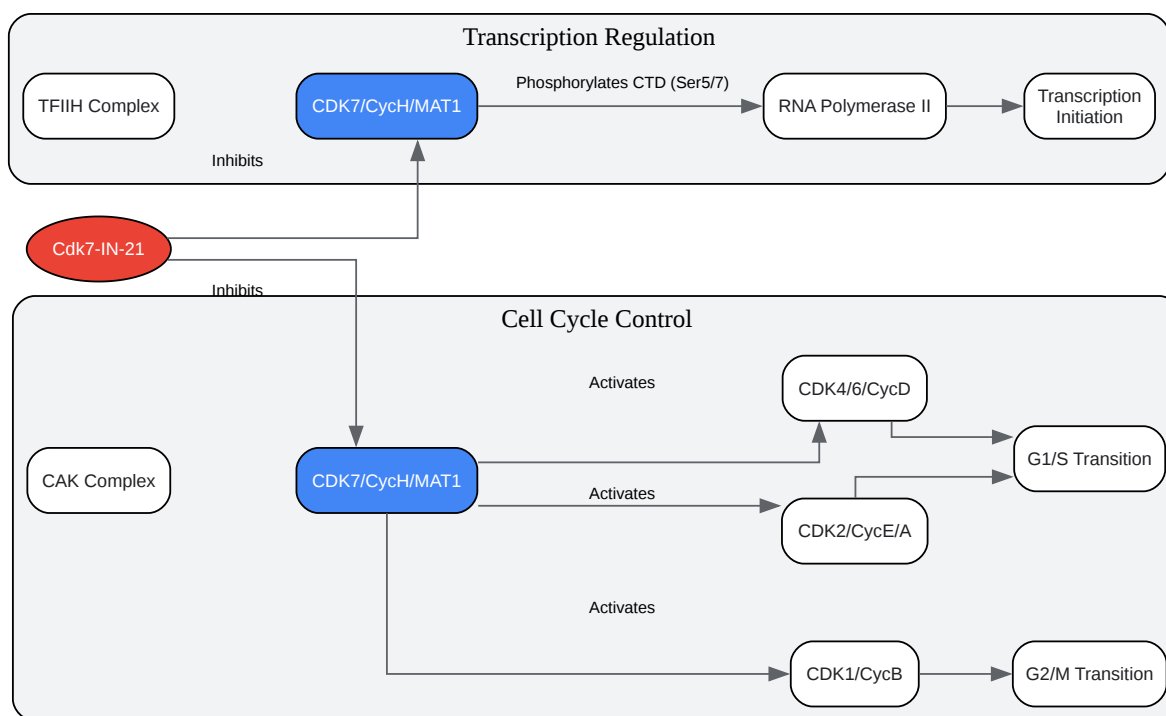 Transcription Regulation
Phosphorylates CTD (Ser5/7)
TFIIH Complex
CDK7/CycH/MAT1
RNA Polymerase II
Transcription
Initiation
Inhibits
Cdk7-IN-21
Inhibits
Cell Cycle Control
Activates
CDK4/6/CycD
G1/S Transition
CAK Complex
CDK7/CycH/MAT1
Activates
CDK2/CycE/A
Activates
CDK1/CycB
G2/M Transition